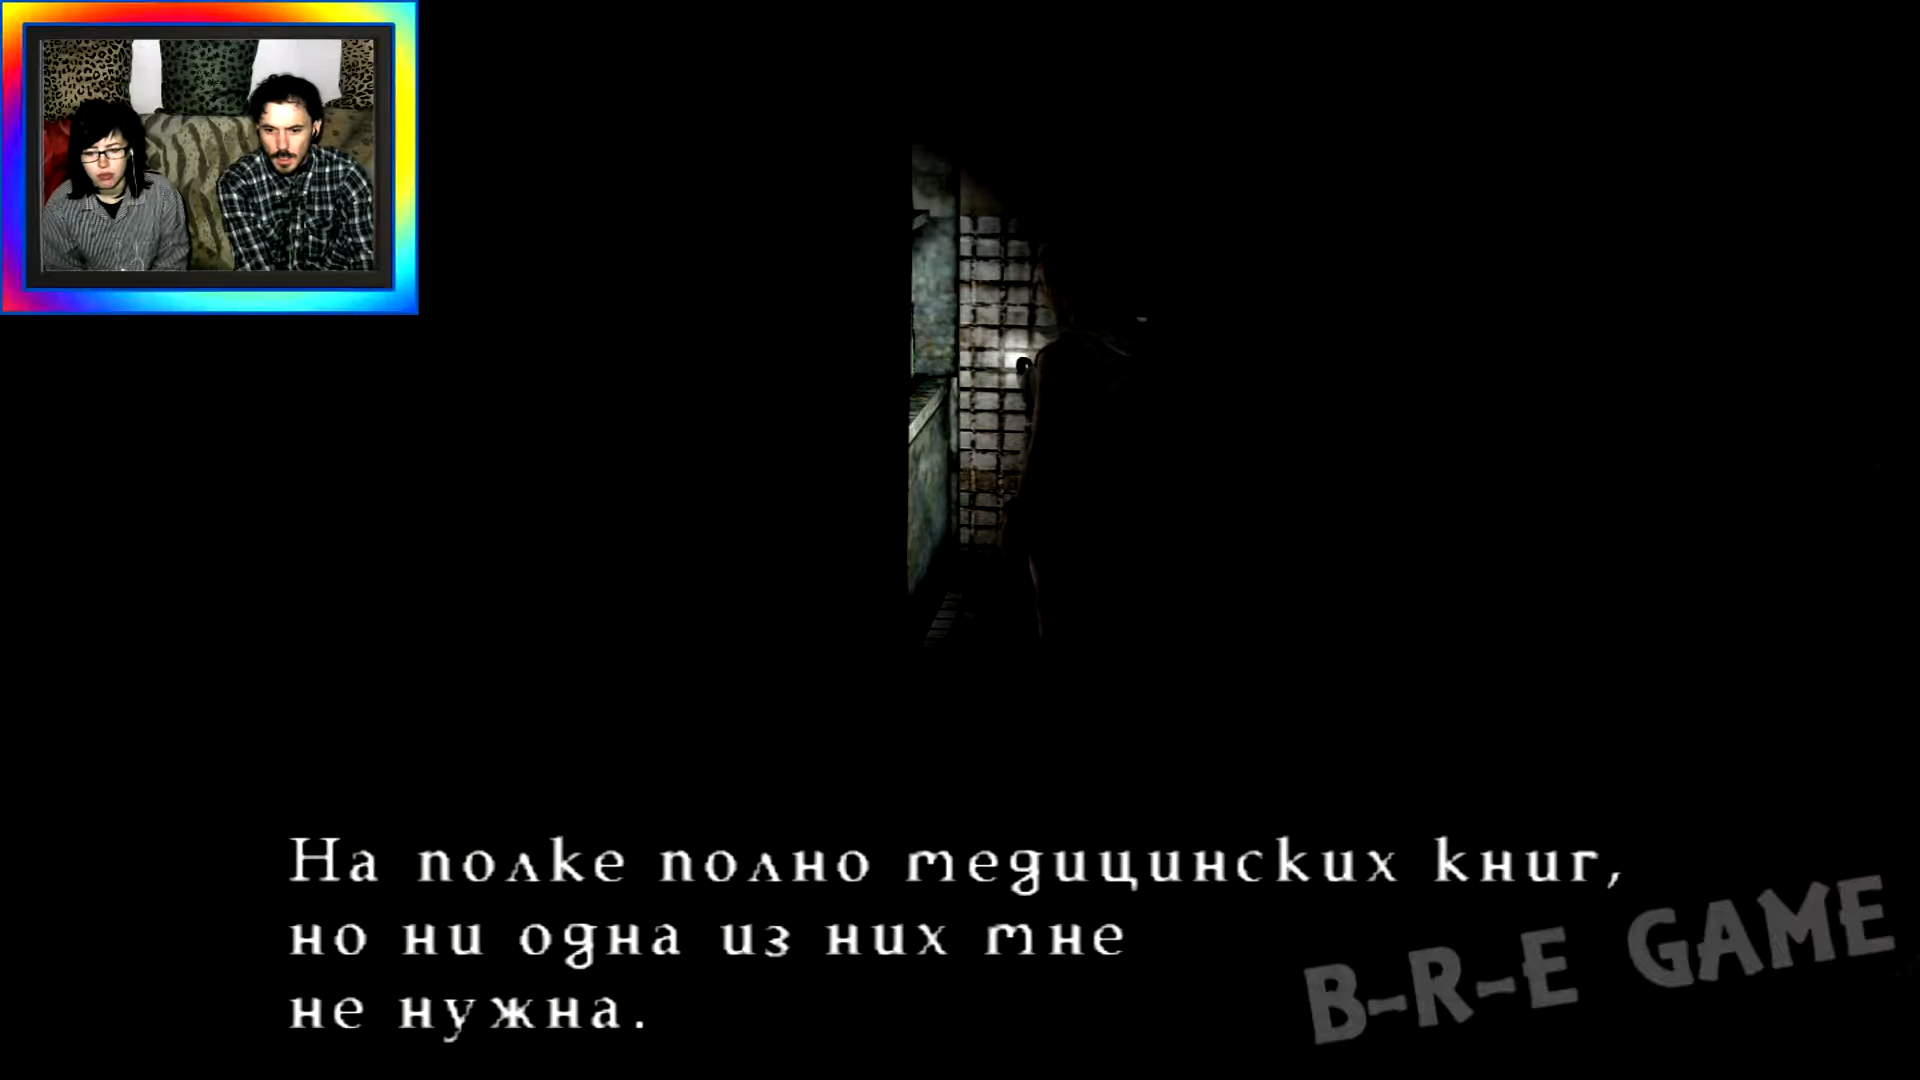 На полке полно медицинских книг,
но ни одна из них мне
не нужна.
B-R-E GAME